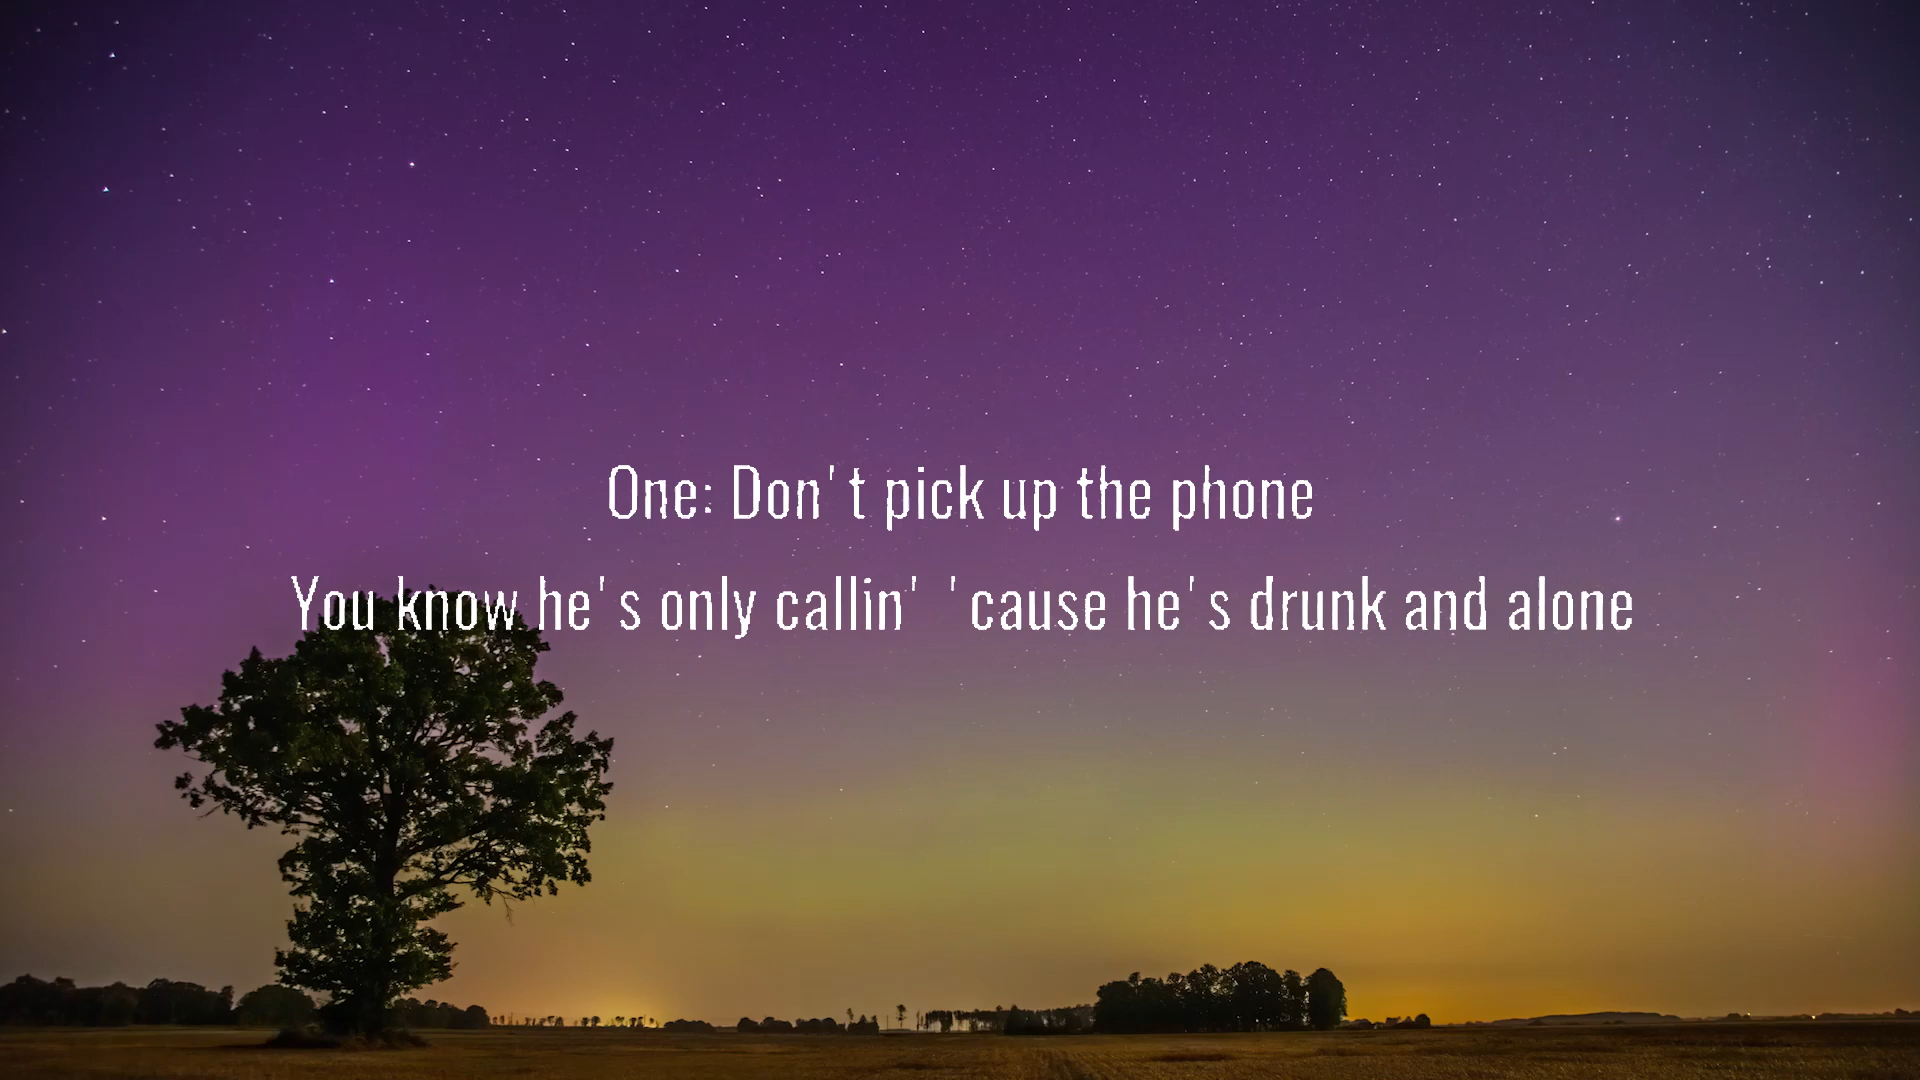 One: Don't pick up the phone
You know he's only callin' 'cause he's drunk and alone